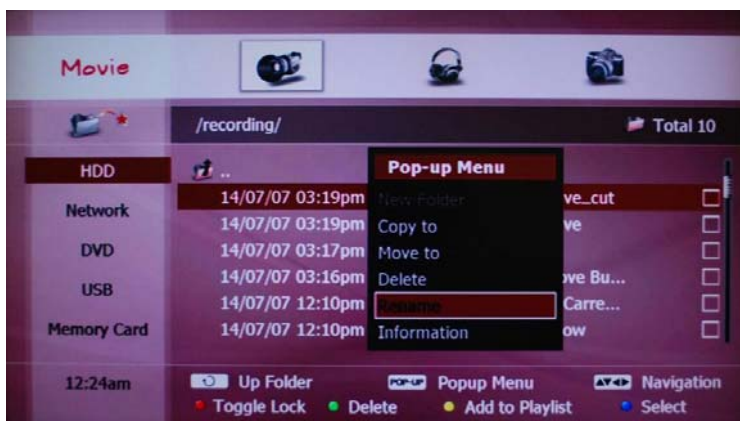 Movie
/recording/
Total 10
HDD
Network
DVD
USB
Memory Card
12:24am
..
14/07/07 03:19pm
ve_cut
14/07/07 03:19pm
ve
14/07/07 03:17pm
14/07/07 03:16pm
ove Bu...
14/07/07 12:10pm
Carre...
14/07/07 12:10pm
ow
Pop-up Menu
New Folder
Copy to
Move to
Delete
Rename
Information
Up Folder
POP-UP Popup Menu
Navigation
Toggle Lock
Delete
Add to Playlist
Select